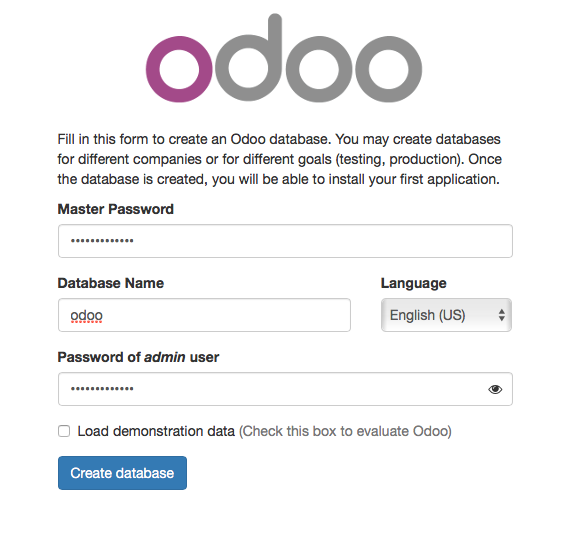 odoo
Fill in this form to create an Odoo database. You may create databases
for different companies or for different goals (testing, production). Once
the database is created, you will be able to install your first application.
Master Password
•••••••••••••
Database Name
Language
odoo
English (US)
Password of admin user
•••••••••••••
Load demonstration data (Check this box to evaluate Odoo)
Create database